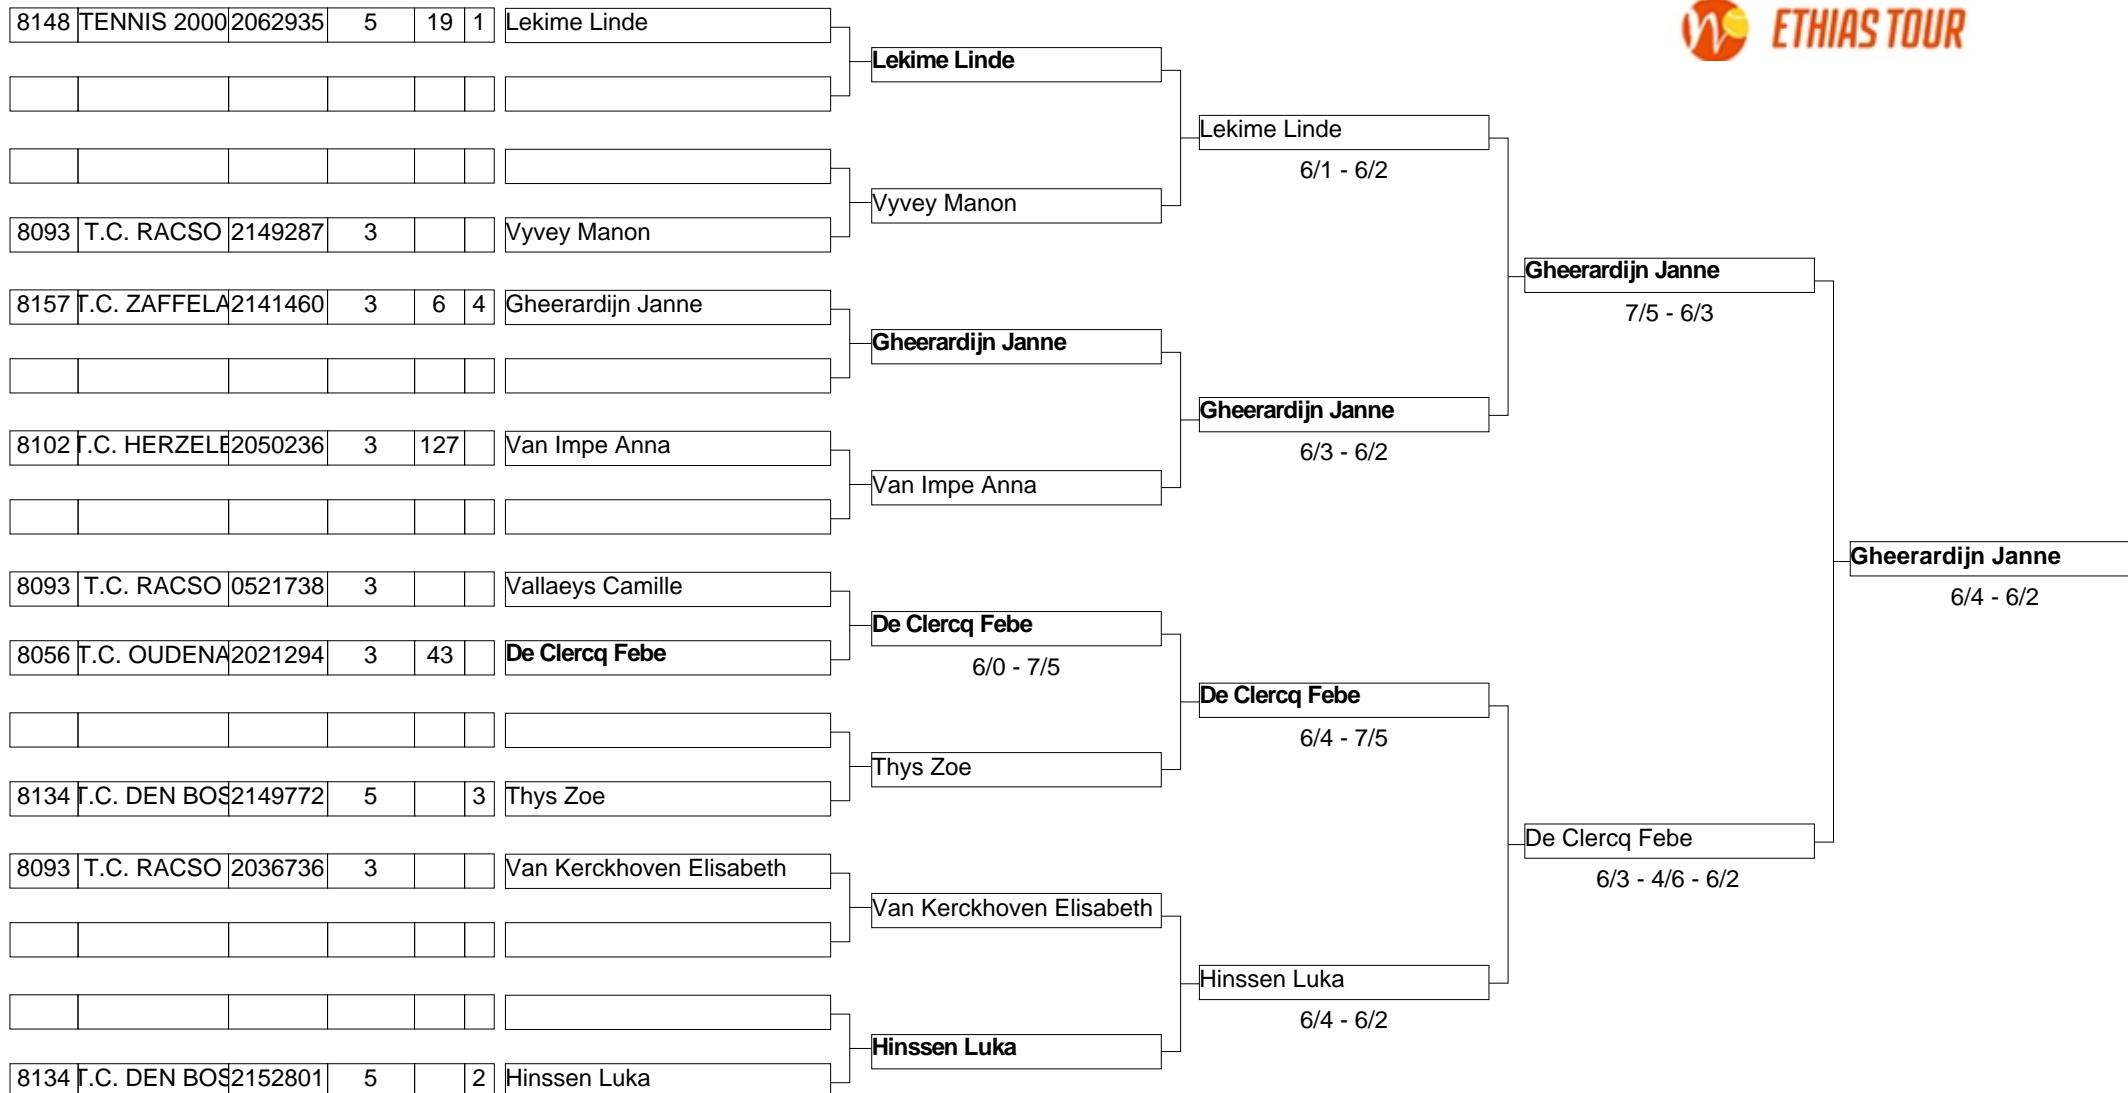 ETHIAS TOUR
8148 TENNIS 2000 2062935 5 19 1 Lekime Linde
Lekime Linde
Lekime Linde
6/1 - 6/2
Vyvey Manon
8093 T.C. RACSO 2149287 3 Vyvey Manon
Gheerardijn Janne
7/5 - 6/3
8157 T.C. ZAFFELA 2141460 3 6 4 Gheerardijn Janne
Gheerardijn Janne
Gheerardijn Janne
6/3 - 6/2
8102 T.C. HERZELE 2050236 3 127 Van Impe Anna
Van Impe Anna
Gheerardijn Janne
6/4 - 6/2
8093 T.C. RACSO 0521738 3 Vallaeys Camille
De Clercq Febe
6/0 - 7/5
8056 T.C. OUDENA 2021294 3 43 De Clercq Febe
De Clercq Febe
6/4 - 7/5
Thys Zoe
8134 T.C. DEN BOS 2149772 5 3 Thys Zoe
De Clercq Febe
6/3 - 4/6 - 6/2
8093 T.C. RACSO 2036736 3 Van Kerckhoven Elisabeth
Van Kerckhoven Elisabeth
Hinssen Luka
6/4 - 6/2
Hinssen Luka
8134 T.C. DEN BOS 2152801 5 2 Hinssen Luka